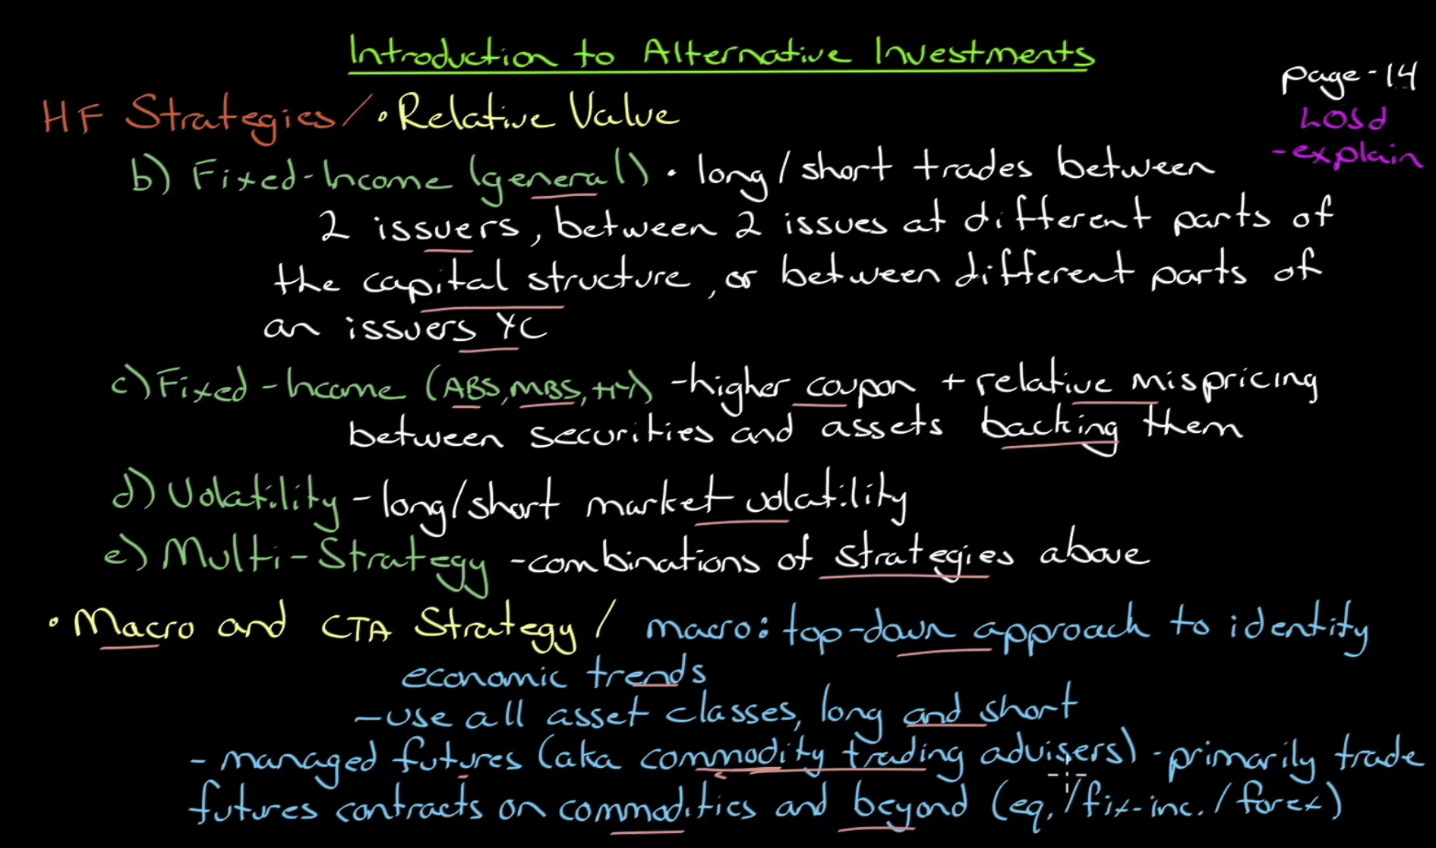 Introduction to Alternative Investments
page-14
HF Strategies/ • Relative Value
LOSd
-explain
b) Fixed-Income (general) • long/short trades between
2 issuers, between 2 issues at different parts of
the capital structure, or between different parts of
an issuers YC
c) Fixed-Income (ABS, MBS, HY) -higher coupon + relative mispricing
between securities and assets backing them
d) Volatility - long/short market volatility
e) Multi-Strategy -combinations of strategies above
• Macro and CTA Strategy / macro: top-down approach to identity
economic trends
-use all asset classes, long and short
- managed futures (aka commodity trading advisers) - primarily trade
futures contracts on commodities and beyond (eq./fix-inc./forex)